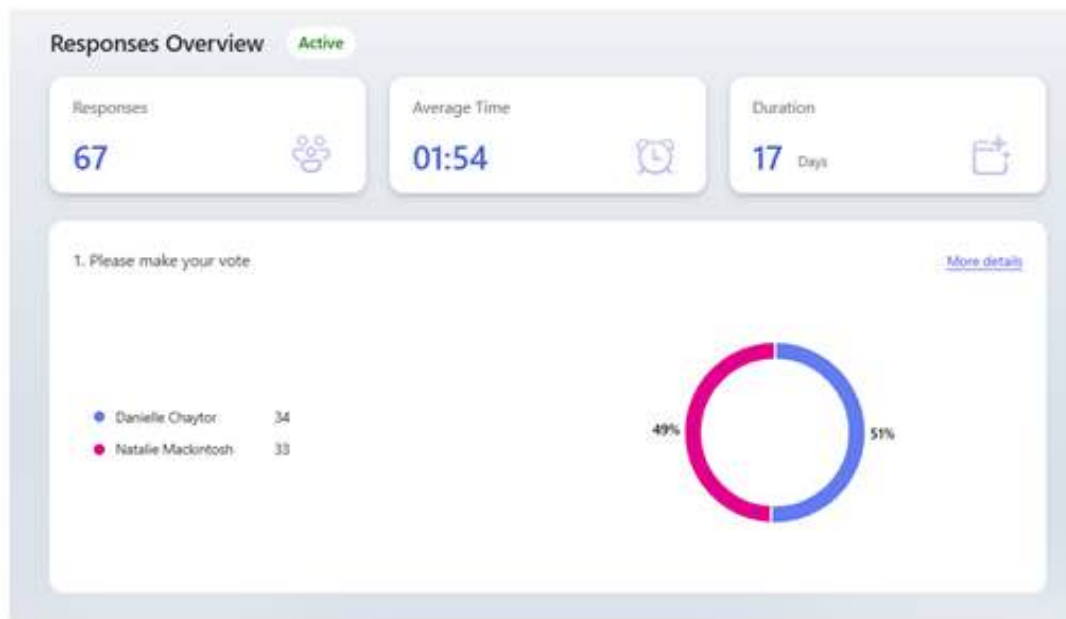 Responses Overview Active
Responses
67
Average Time
01:54
Duration
17 Days
1. Please make your vote
More details
Danielle Chaytor 34
Natalie Mackintosh 33
49%
51%